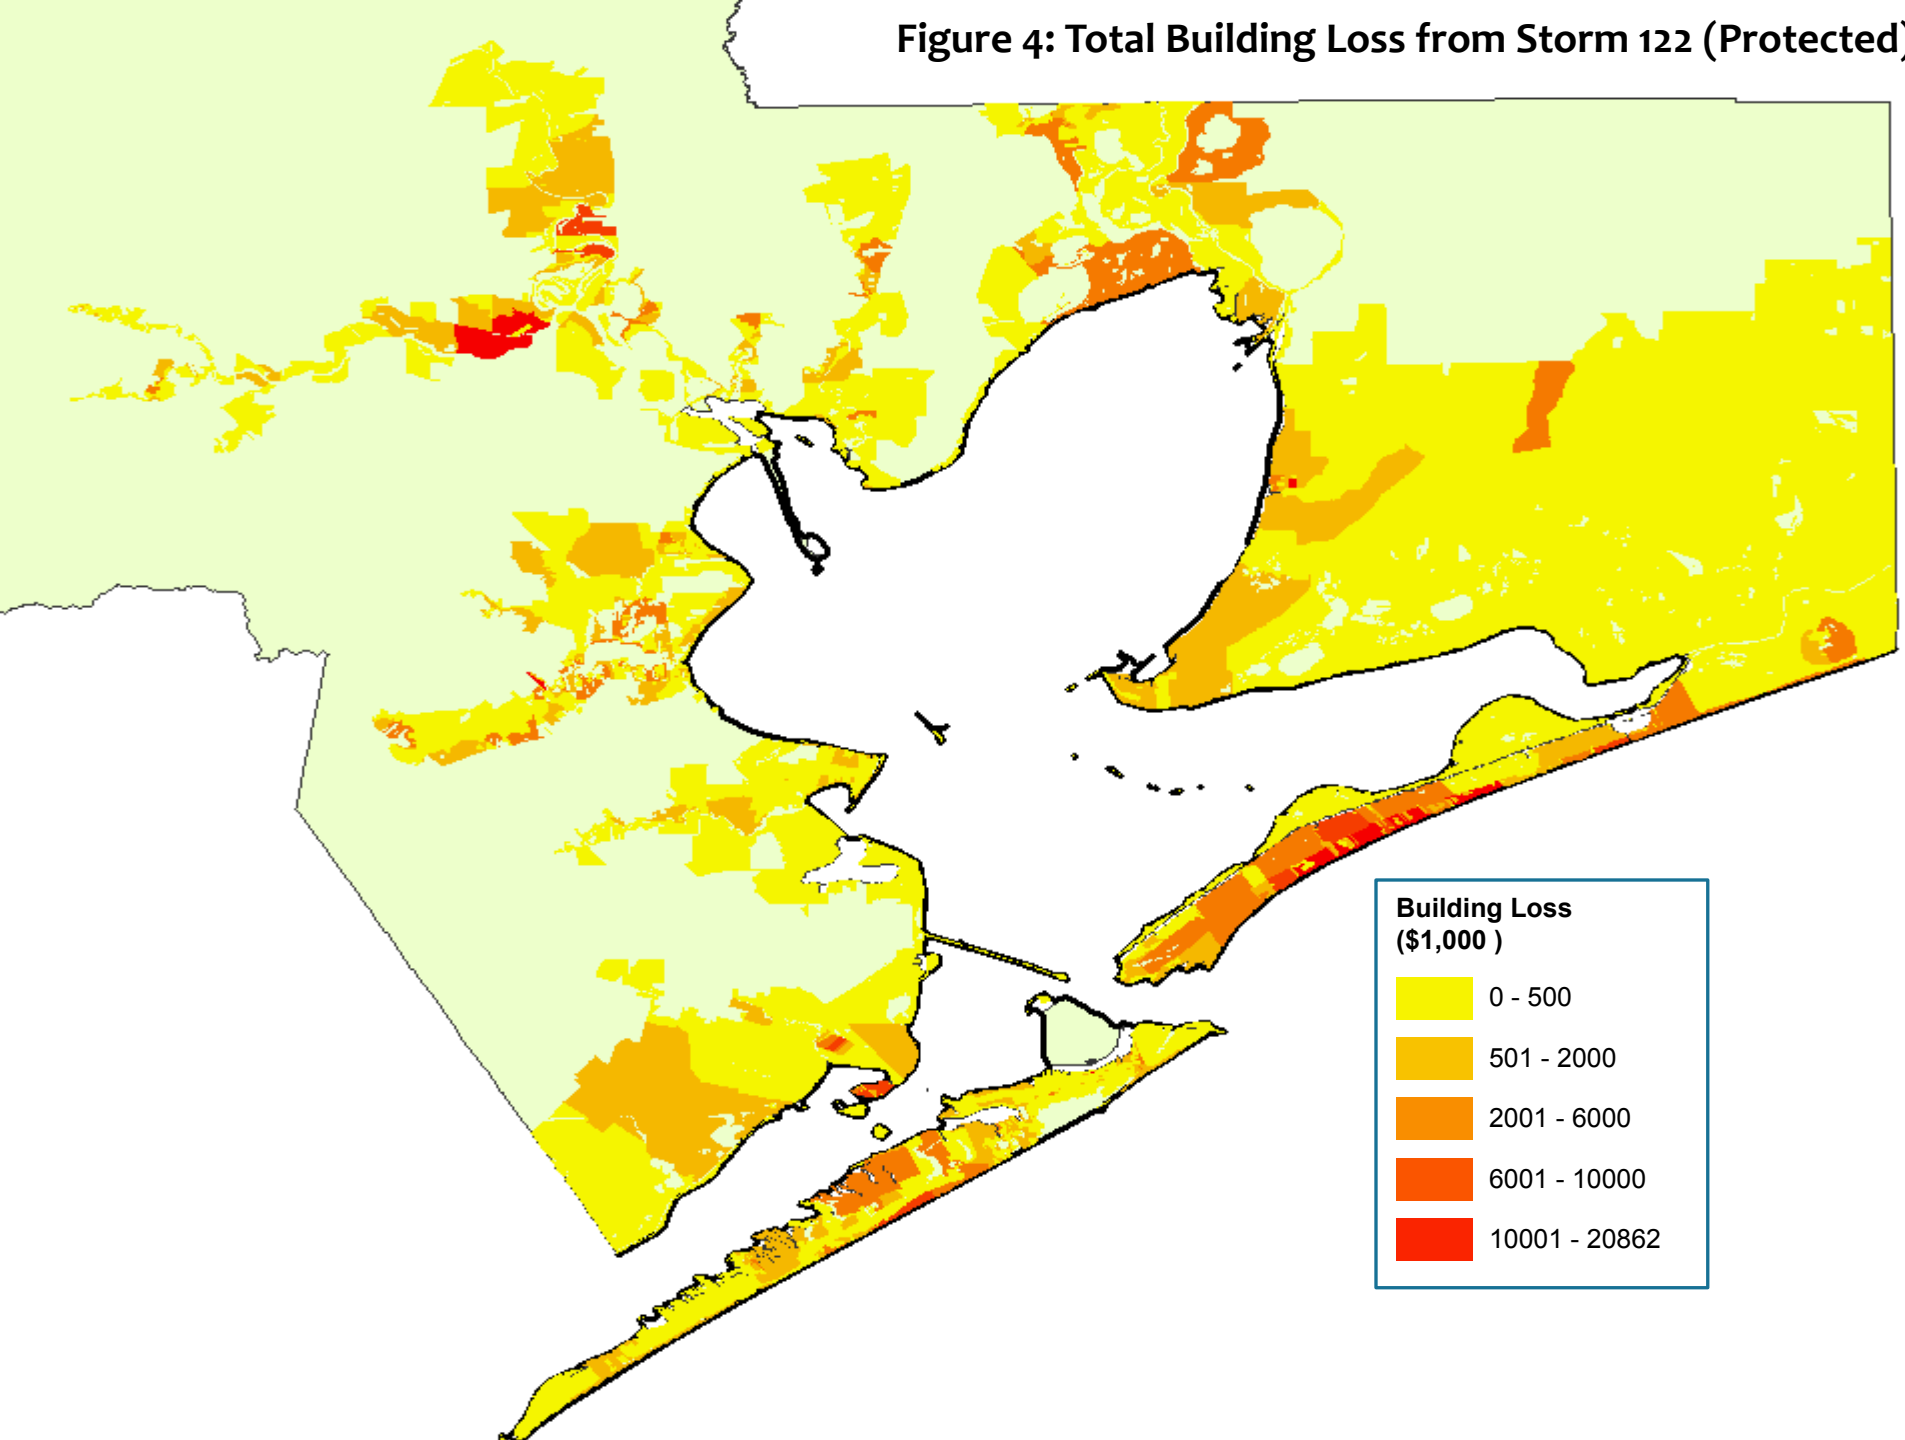 Figure 4: Total Building Loss from Storm 122 (Protected)
Building Loss
($1,000 )
0 - 500
501 - 2000
2001 - 6000
6001 - 10000
10001 - 20862